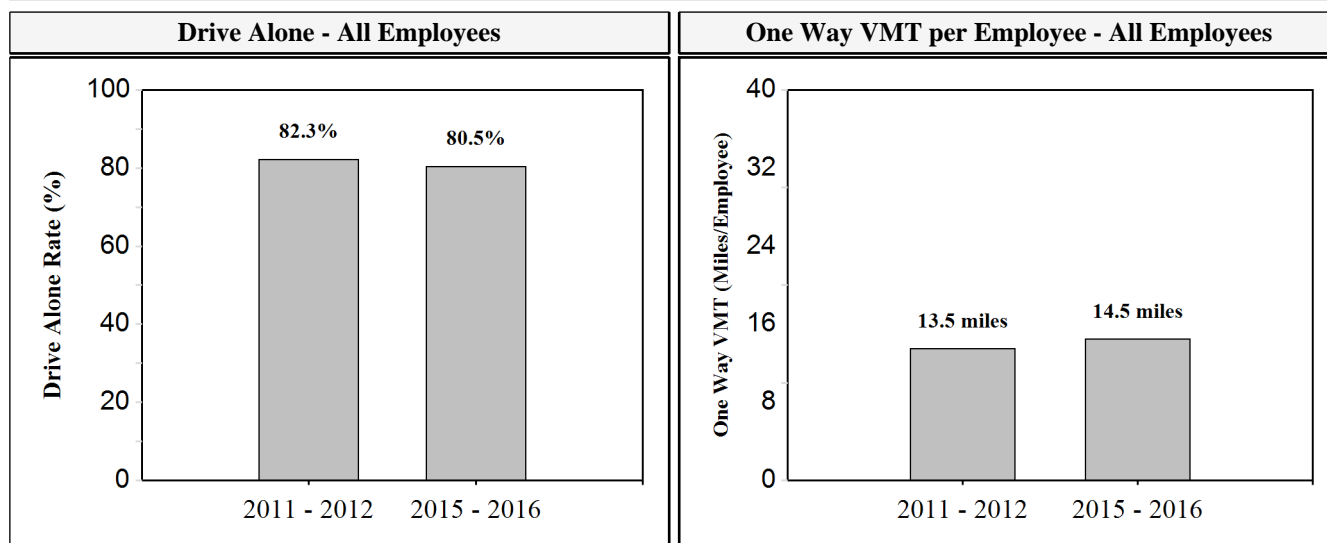 Drive Alone - All Employees
One Way VMT per Employee - All Employees
Drive Alone Rate (%)
100
80
60
40
20
0
82.3%
80.5%
2011 - 2012
2015 - 2016
One Way VMT (Miles/Employee)
40
32
24
16
8
0
13.5 miles
14.5 miles
2011 - 2012
2015 - 2016